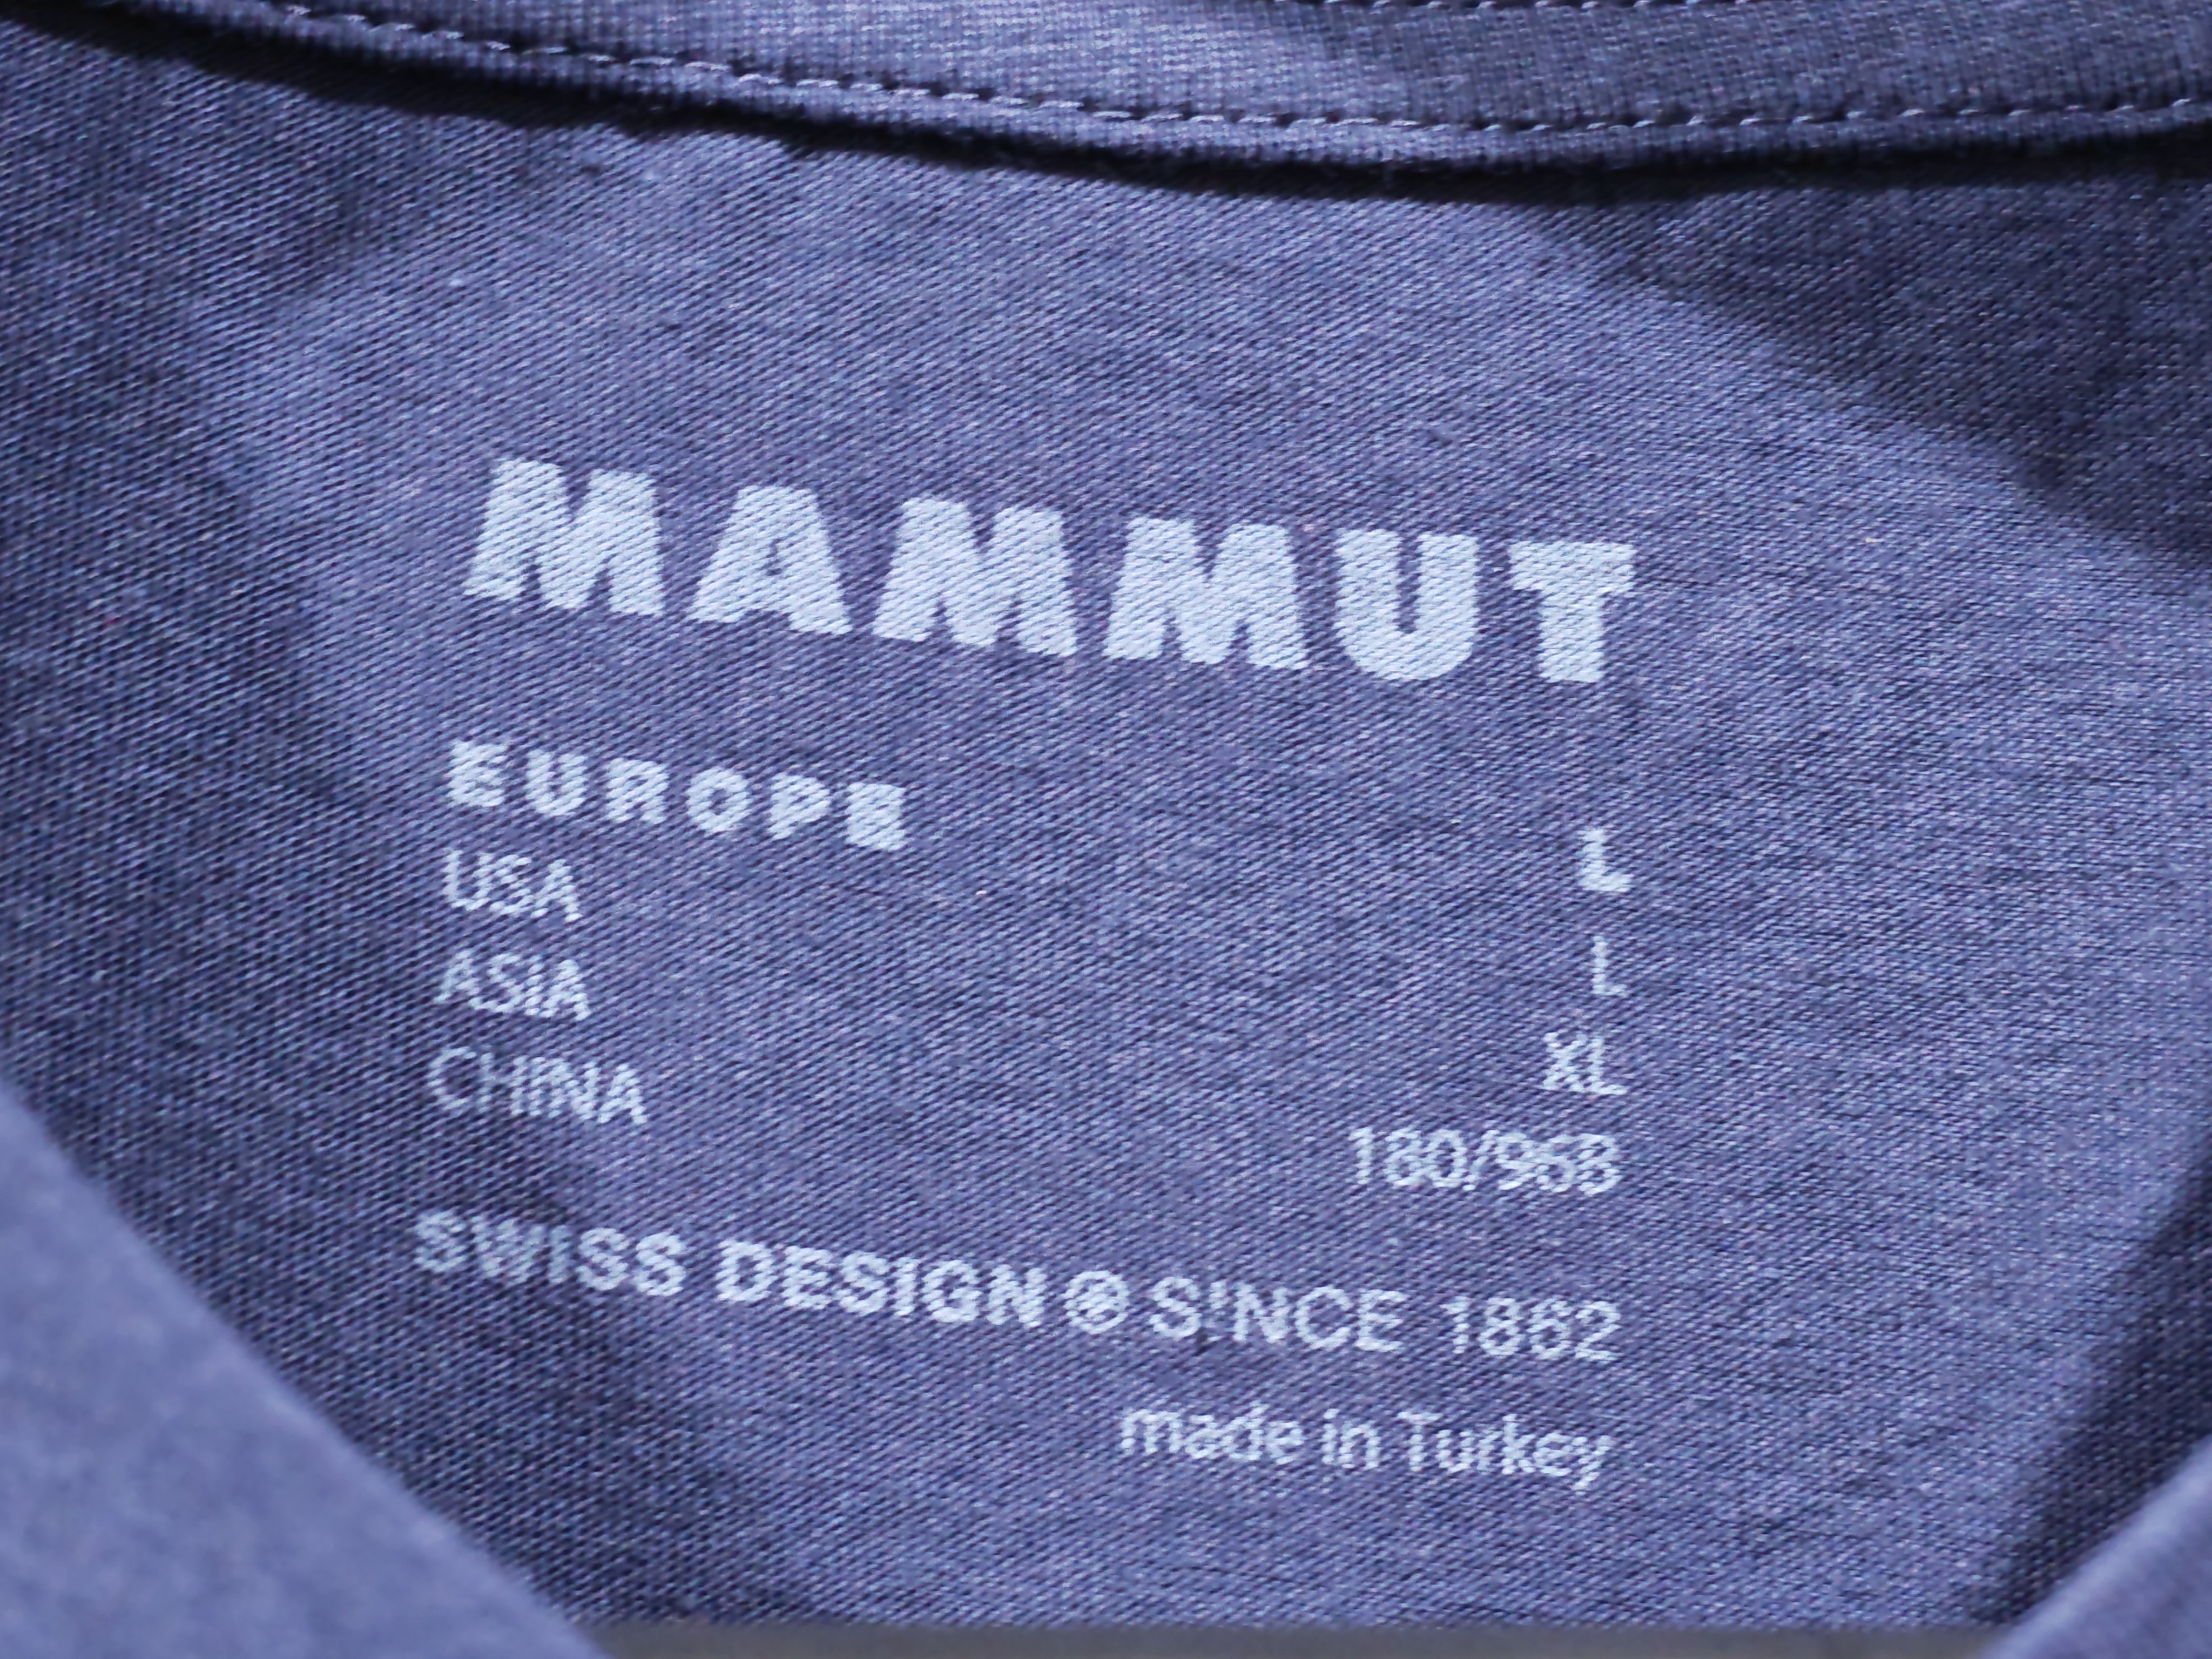 MAMMUT
EUROPE L
USA L
ASIA XL
CHINA 180/96B
SWISS DESIGN SINCE 1862
made in Turkey